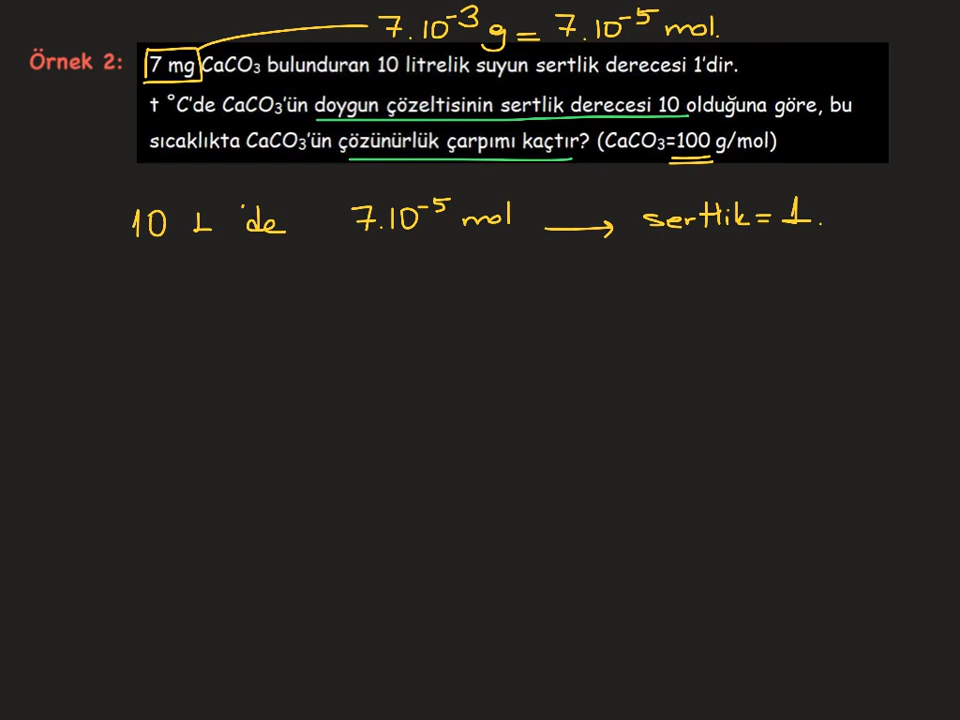 7.10⁻³ g = 7.10⁻⁵ mol.
Örnek 2: 7 mg CaCO₃ bulunduran 10 litrelik suyun sertlik derecesi 1'dir.
t °C'de CaCO₃'ün doygun çözeltisinin sertlik derecesi 10 olduğuna göre, bu
sıcaklıkta CaCO₃'ün çözünürlük çarpımı kaçtır? (CaCO₃=100 g/mol)
10 L 'de 7.10⁻⁵ mol → sertlik = 1.